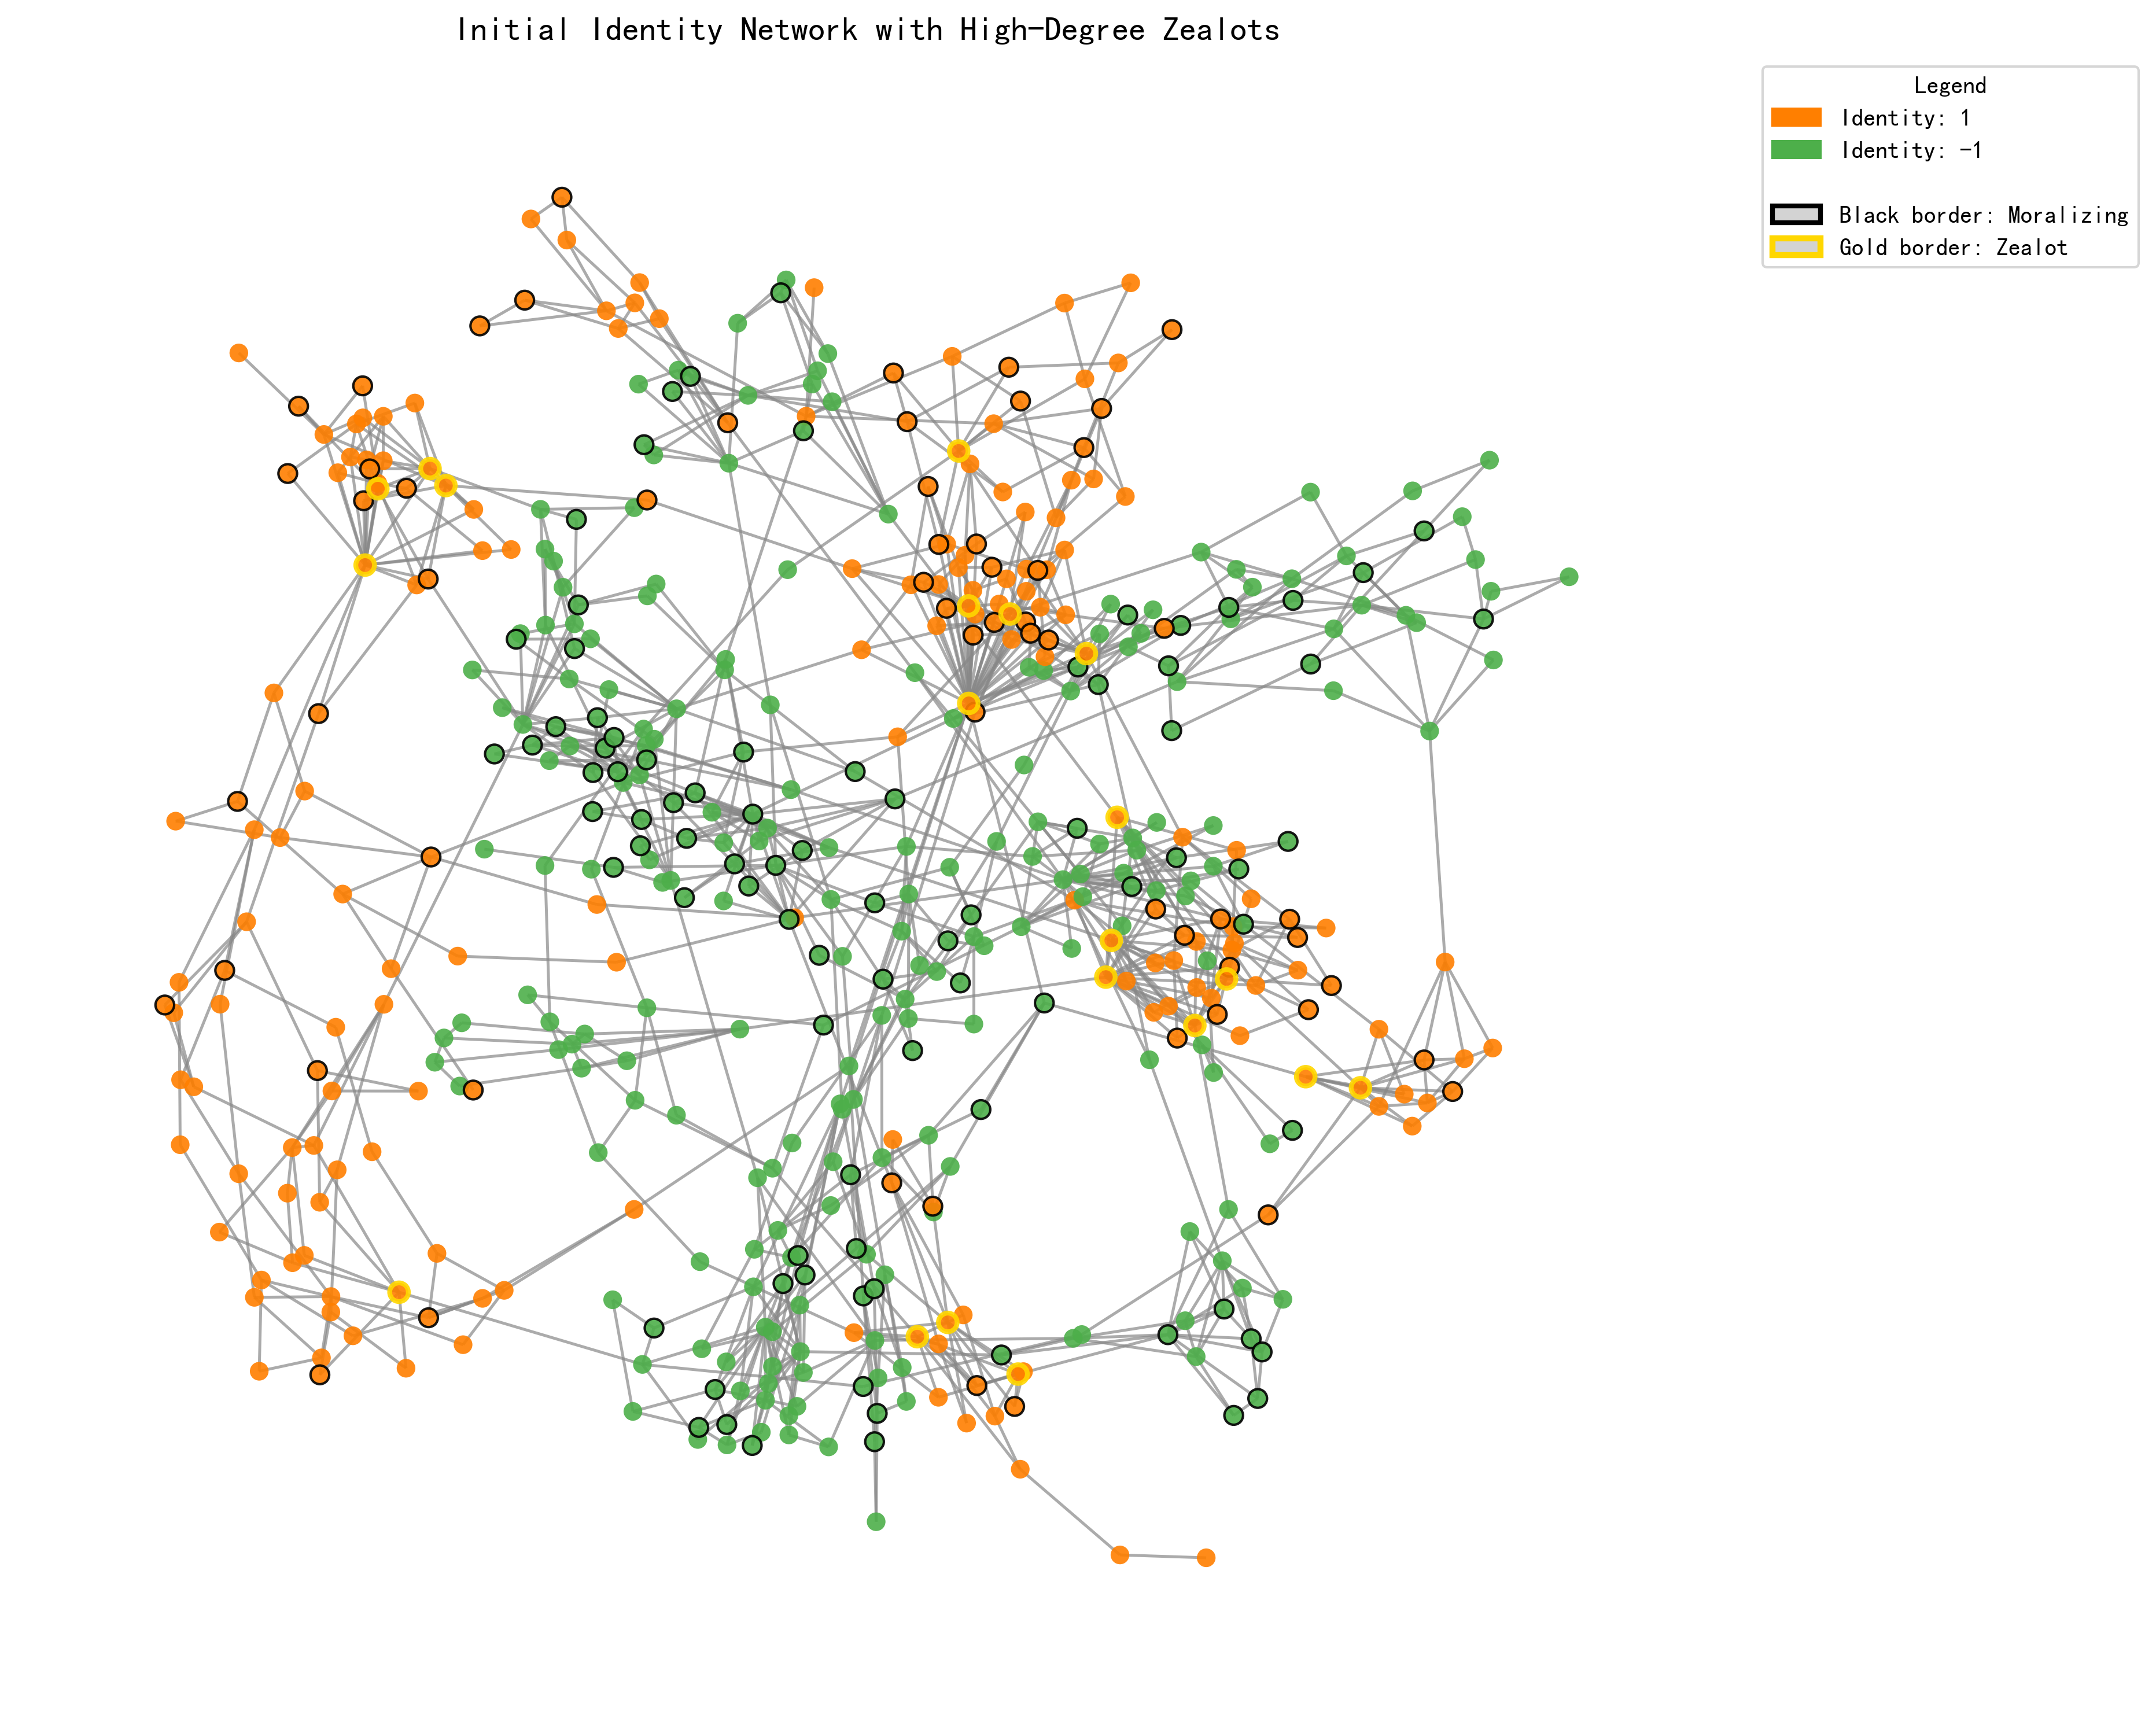 Initial Identity Network with High-Degree Zealots
Legend
Identity: 1
Identity: -1
Black border: Moralizing
Gold border: Zealot